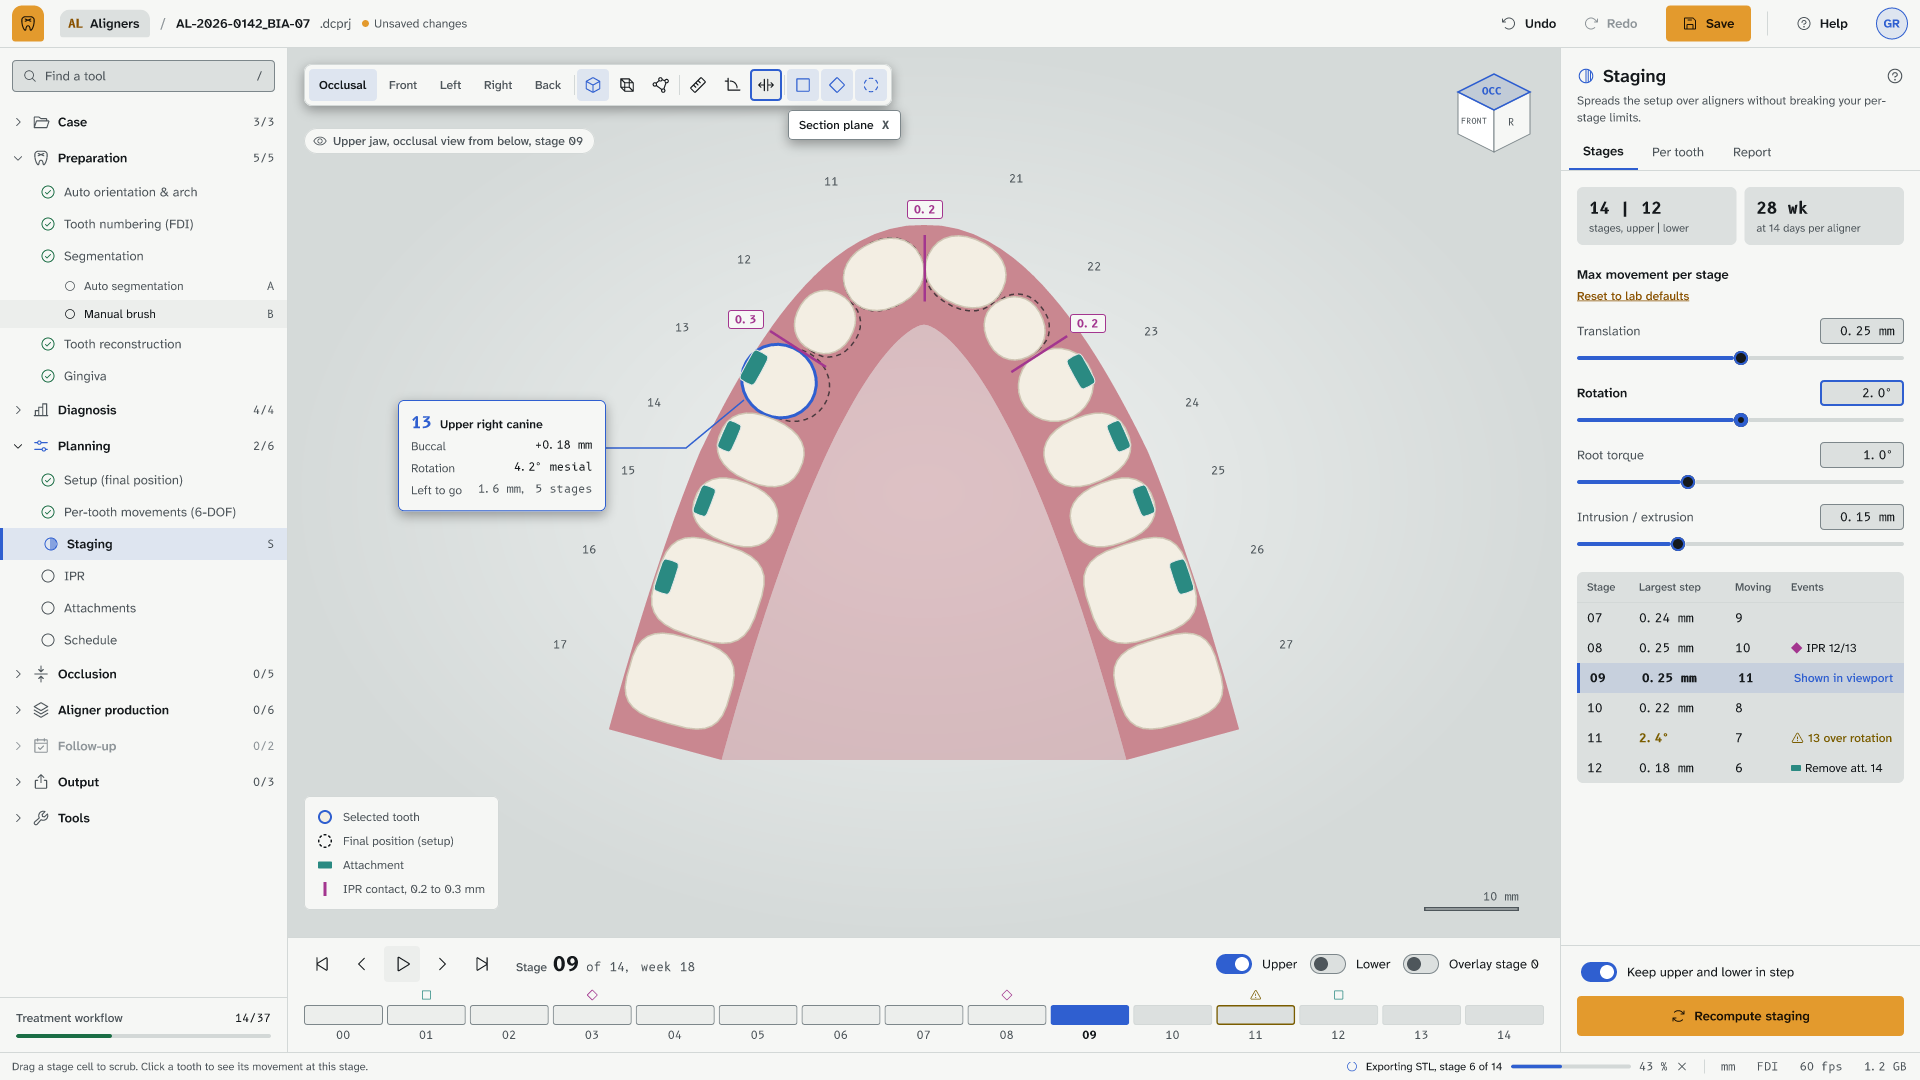 AL Aligners / AL-2026-0142_BIA-07 .dcprj Unsaved changes
Undo Redo Save Help GR
Find a tool /
Case 3/3
Preparation 5/5
Auto orientation & arch
Tooth numbering (FDI)
Segmentation
Auto segmentation A
Manual brush B
Tooth reconstruction
Gingiva
Diagnosis 4/4
Planning 2/6
Setup (final position)
Per-tooth movements (6-DOF)
Staging S
IPR
Attachments
Schedule
Occlusion 0/5
Aligner production 0/6
Follow-up 0/2
Output 0/3
Tools
Treatment workflow 14/37
Occlusal Front Left Right Back
Section plane X
Upper jaw, occlusal view from below, stage 09
OCC
FRONT R
11 21
0.2
12 22
13 0.3 0.2 23
14 24
15 25
16 26
17 27
13 Upper right canine
Buccal +0.18 mm
Rotation 4.2° mesial
Left to go 1.6 mm, 5 stages
Selected tooth
Final position (setup)
Attachment
IPR contact, 0.2 to 0.3 mm
10 mm
Stage 09 of 14, week 18
Upper Lower Overlay stage 0
00 01 02 03 04 05 06 07 08 09 10 11 12 13 14
Staging
Spreads the setup over aligners without breaking your per-
stage limits.
Stages Per tooth Report
14 | 12
stages, upper | lower
28 wk
at 14 days per aligner
Max movement per stage
Reset to lab defaults
Translation 0.25 mm
Rotation 2.0°
Root torque 1.0°
Intrusion / extrusion 0.15 mm
Stage Largest step Moving Events
07 0.24 mm 9
08 0.25 mm 10 IPR 12/13
09 0.25 mm 11 Shown in viewport
10 0.22 mm 8
11 2.4° 7 13 over rotation
12 0.18 mm 6 Remove att. 14
Keep upper and lower in step
Recompute staging
Drag a stage cell to scrub. Click a tooth to see its movement at this stage.
Exporting STL, stage 6 of 14 43 % mm FDI 60 fps 1.2 GB